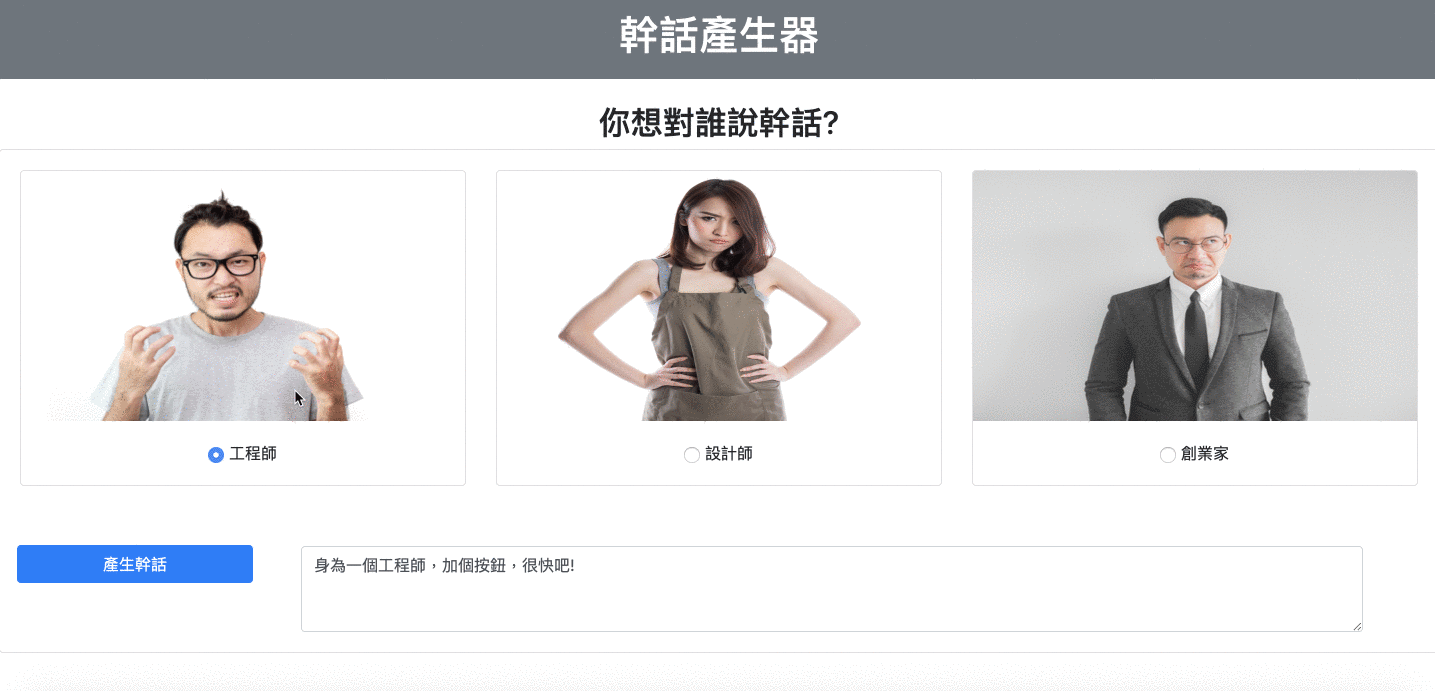 幹話產生器
你想對誰說幹話?
工程師
設計師
創業家
產生幹話
身為一個工程師，加個按鈕，很快吧!